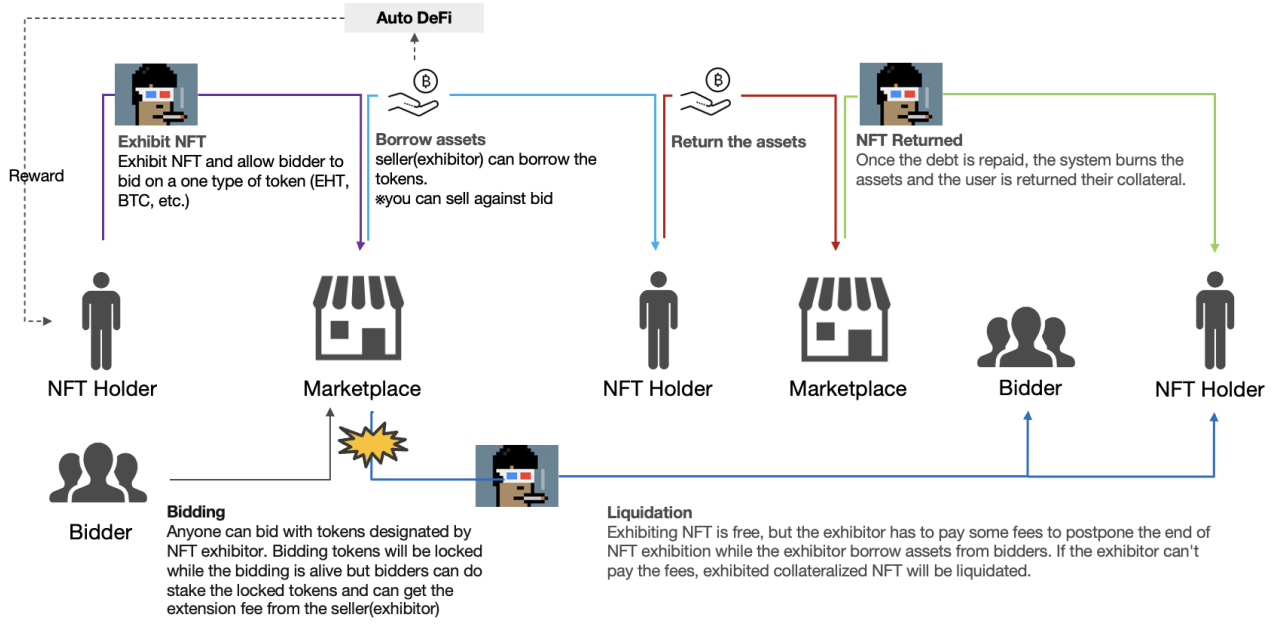 Auto DeFi
Reward
Exhibit NFT
Exhibit NFT and allow bidder to
bid on a one type of token (EHT,
BTC, etc.)
Borrow assets
seller(exhibitor) can borrow the
tokens.
※you can sell against bid
Return the assets
NFT Returned
Once the debt is repaid, the system burns the
assets and the user is returned their collateral.
NFT Holder
Marketplace
NFT Holder
Marketplace
Bidder
NFT Holder
Bidder
Bidding
Anyone can bid with tokens designated by
NFT exhibitor. Bidding tokens will be locked
while the bidding is alive but bidders can do
stake the locked tokens and can get the
extension fee from the seller(exhibitor)
Liquidation
Exhibiting NFT is free, but the exhibitor has to pay some fees to postpone the end of
NFT exhibition while the exhibitor borrow assets from bidders. If the exhibitor can't
pay the fees, exhibited collateralized NFT will be liquidated.